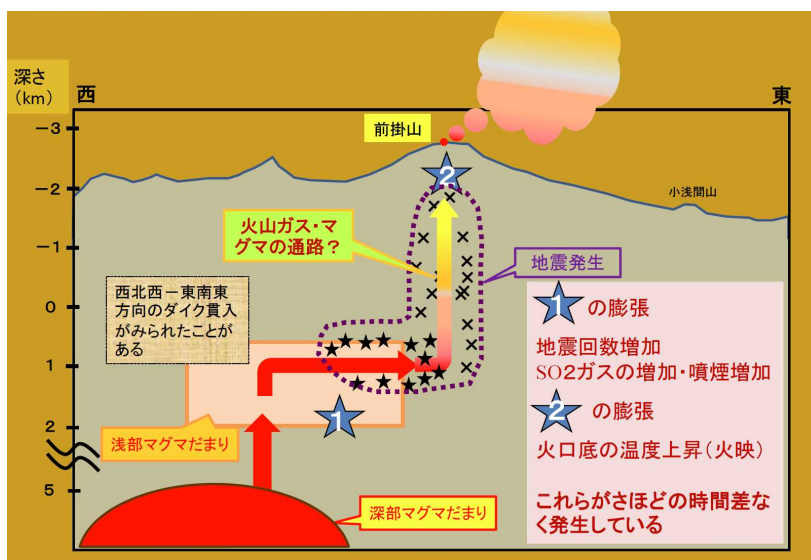 深さ
（km）
西
東
前掛山
－3
－2
－1
0
1
2
5
小浅間山
2
火山ガス・マ
グマの通路？
地震発生
西北西－東南東
方向のダイク貫入
がみられたことが
ある
1
浅部マグマだまり
深部マグマだまり
1の膨張
地震回数増加
SO2ガスの増加・噴煙増加
2の膨張
火口底の温度上昇（火映）
これらがさほどの時間差な
く発生している